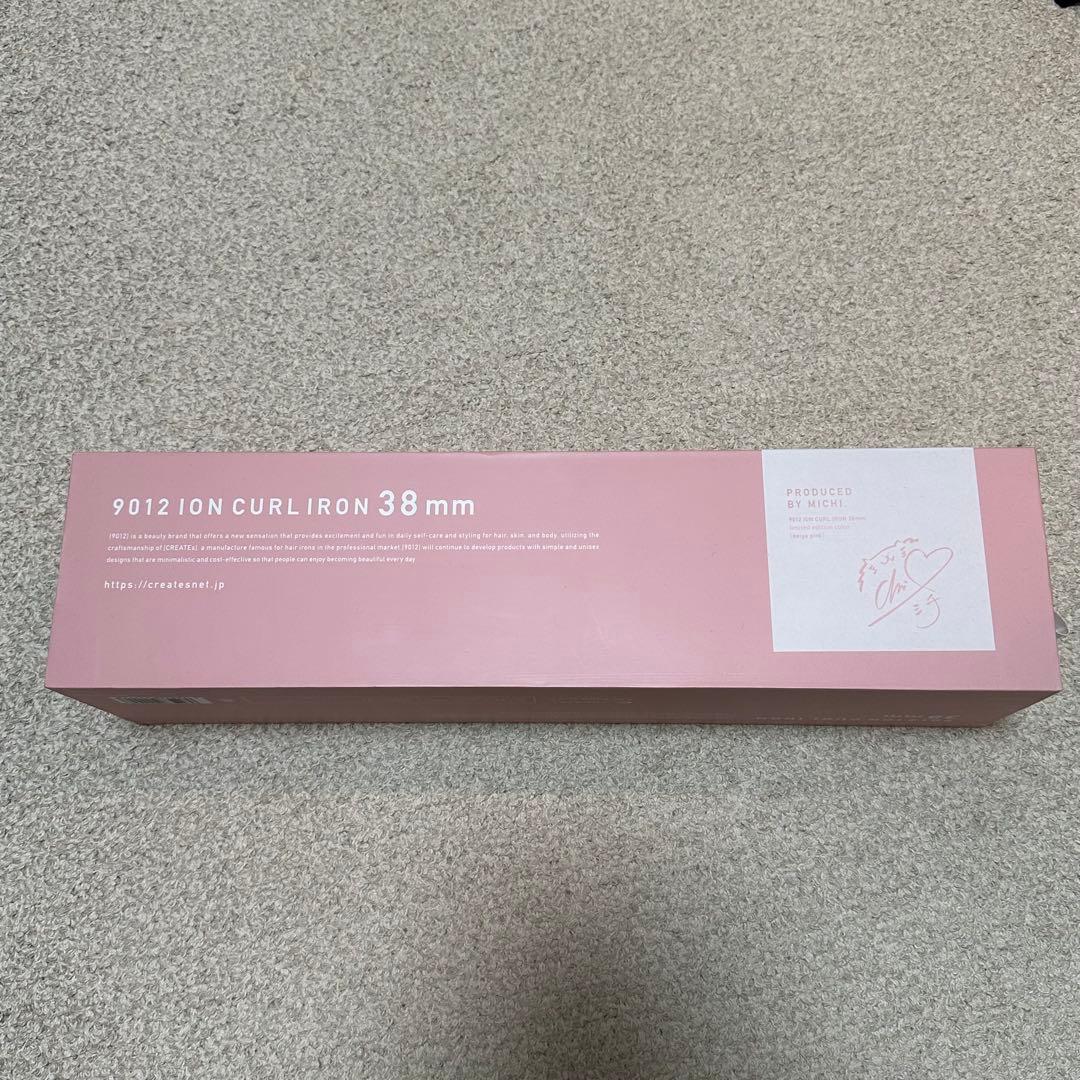 9012 ION CURL IRON 38mm
[9012] is a beauty brand that offers a new sensation that provides excitement and fun in daily self-care and styling for hair, skin, and body, utilizing the
craftsmanship of [CREATEs], a manufacture famous for hair irons in the professional market.[9012] will continue to develop products with simple and unisex
designs that are minimalistic and cost-effective so that people can enjoy becoming beautiful every day
https://createsnet.jp
PRODUCED
BY MICHI.
9012 ION CURL IRON 38mm
limited edition color
[beige pink]